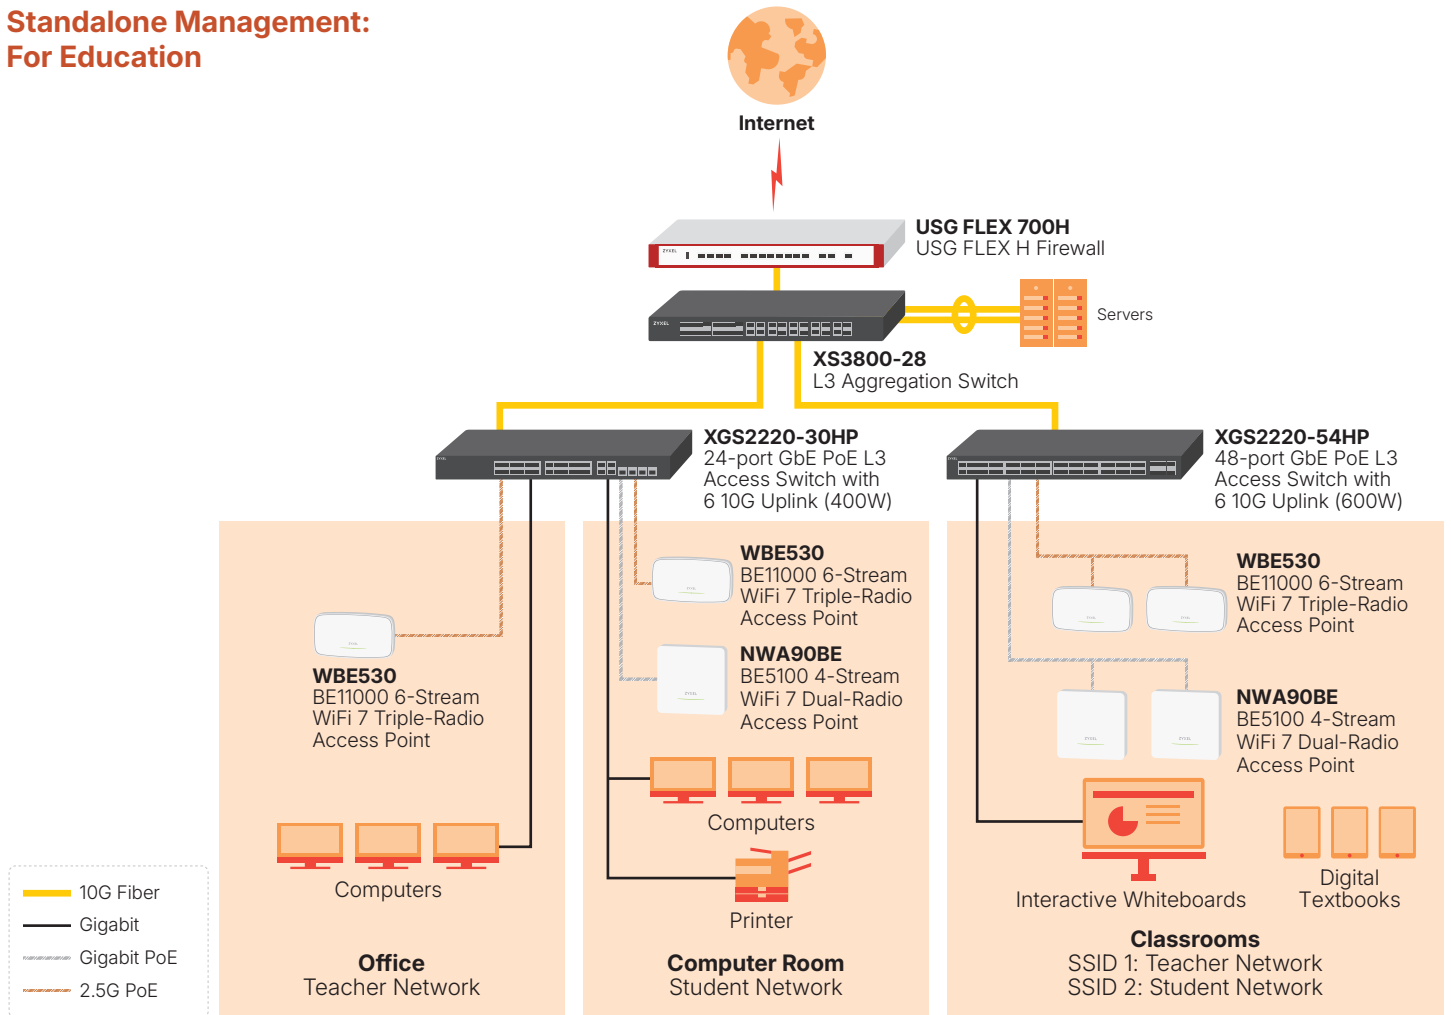 Standalone Management:
For Education
Internet
USG FLEX 700H
USG FLEX H Firewall
ZYXEL
ZYXEL
Servers
XS3800-28
L3 Aggregation Switch
XGS2220-30HP
24-port GbE PoE L3
Access Switch with
6 10G Uplink (400W)
XGS2220-54HP
48-port GbE PoE L3
Access Switch with
6 10G Uplink (600W)
WBE530
BE11000 6-Stream
WiFi 7 Triple-Radio
Access Point
Computers
Office
Teacher Network
WBE530
BE11000 6-Stream
WiFi 7 Triple-Radio
Access Point
NWA90BE
BE5100 4-Stream
WiFi 7 Dual-Radio
Access Point
ZYXEL
Computers
Printer
Computer Room
Student Network
WBE530
BE11000 6-Stream
WiFi 7 Triple-Radio
Access Point
NWA90BE
BE5100 4-Stream
WiFi 7 Dual-Radio
Access Point
ZYXEL
ZYXEL
Interactive Whiteboards
Digital
Textbooks
Classrooms
SSID 1: Teacher Network
SSID 2: Student Network
10G Fiber
Gigabit
Gigabit PoE
2.5G PoE